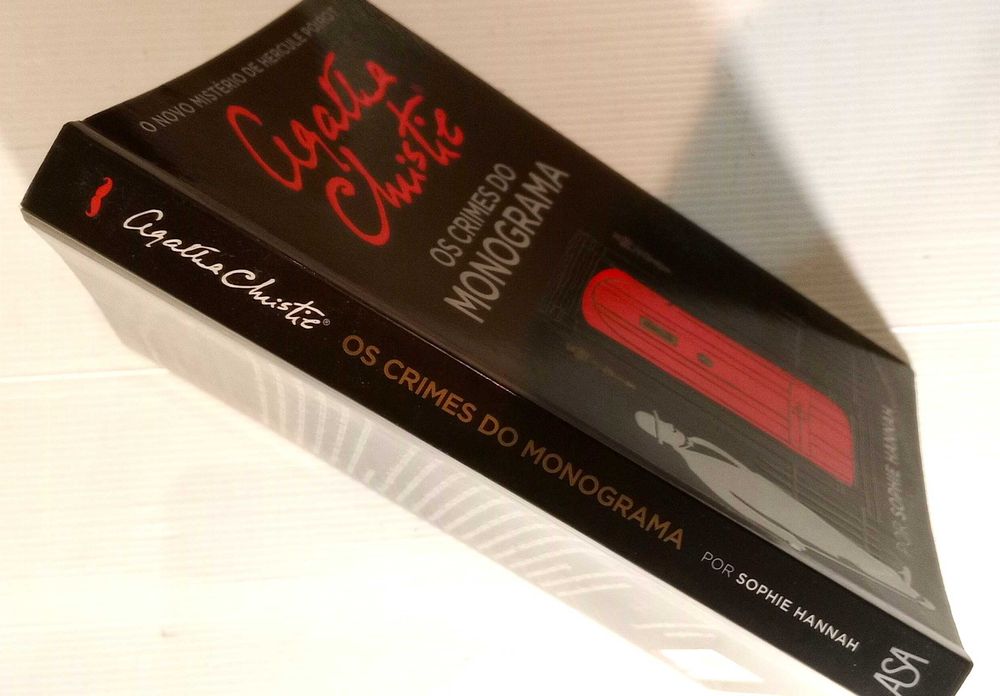 O NOVO MISTÉRIO DE HERCULE POIROT
Agatha
Christie
OS CRIMES DO
MONOGRAMA
POR SOPHIE HANNAH
Agatha Christie® OS CRIMES DO MONOGRAMA POR SOPHIE HANNAH ASA